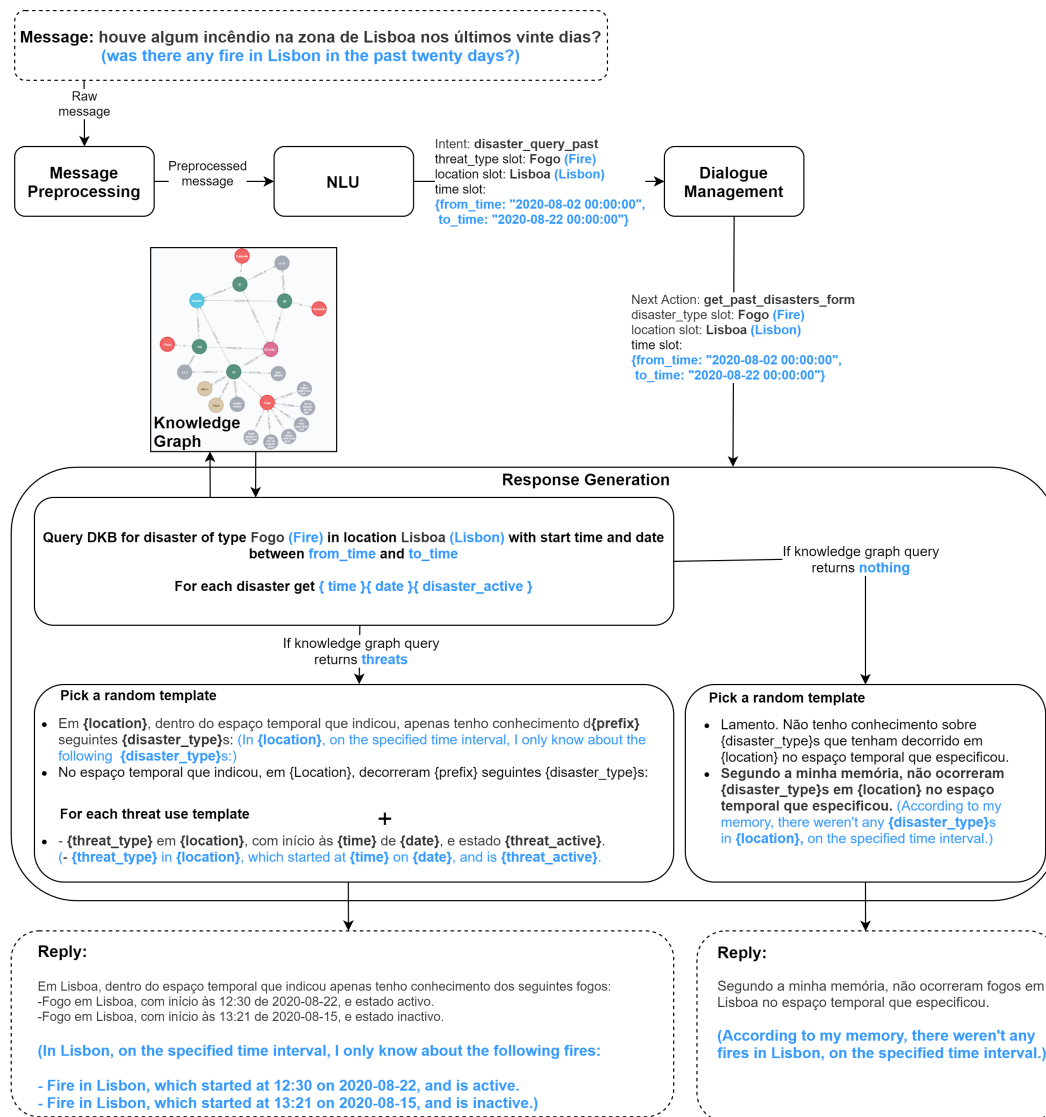 Message: houve algum incêndio na zona de Lisboa nos últimos vinte dias?
(was there any fire in Lisbon in the past twenty days?)
Raw
message
Message
Preprocessing
Preprocessed
message
NLU
Intent: disaster_query_past
threat_type slot: Fogo (Fire)
location slot: Lisboa (Lisbon)
time slot:
{from_time: "2020-08-02 00:00:00",
to_time: "2020-08-22 00:00:00"}
Dialogue
Management
Knowledge
Graph
Next Action: get_past_disasters_form
disaster_type slot: Fogo (Fire)
location slot: Lisboa (Lisbon)
time slot:
{from_time: "2020-08-02 00:00:00",
to_time: "2020-08-22 00:00:00"}
Response Generation
Query DKB for disaster of type Fogo (Fire) in location Lisboa (Lisbon) with start time and date
between from_time and to_time
For each disaster get { time }{ date }{ disaster_active }
If knowledge graph query
returns nothing
If knowledge graph query
returns threats
Pick a random template
• Em {location}, dentro do espaço temporal que indicou, apenas tenho conhecimento d{prefix}
seguintes {disaster_type}s: (In {location}, on the specified time interval, I only know about the
following {disaster_type}s:)
• No espaço temporal que indicou, em {Location}, decorreram {prefix} seguintes {disaster_type}s:
+
For each threat use template
• - {threat_type} em {location}, com início às {time} de {date}, e estado {threat_active}.
(- {threat_type} in {location}, which started at {time} on {date}, and is {threat_active}.
Pick a random template
• Lamento. Não tenho conhecimento sobre
{disaster_type}s que tenham decorrido em
{location} no espaço temporal que especificou.
• Segundo a minha memória, não ocorreram
{disaster_type}s em {location} no espaço
temporal que especificou. (According to my
memory, there weren't any {disaster_type}s
in {location}, on the specified time interval.)
Reply:
Em Lisboa, dentro do espaço temporal que indicou apenas tenho conhecimento dos seguintes fogos:
-Fogo em Lisboa, com início às 12:30 de 2020-08-22, e estado activo.
-Fogo em Lisboa, com início às 13:21 de 2020-08-15, e estado inactivo.
(In Lisbon, on the specified time interval, I only know about the following fires:
- Fire in Lisbon, which started at 12:30 on 2020-08-22, and is active.
- Fire in Lisbon, which started at 13:21 on 2020-08-15, and is inactive.)
Reply:
Segundo a minha memória, não ocorreram fogos em
Lisboa no espaço temporal que especificou.
(According to my memory, there weren't any
fires in Lisbon, on the specified time interval.)